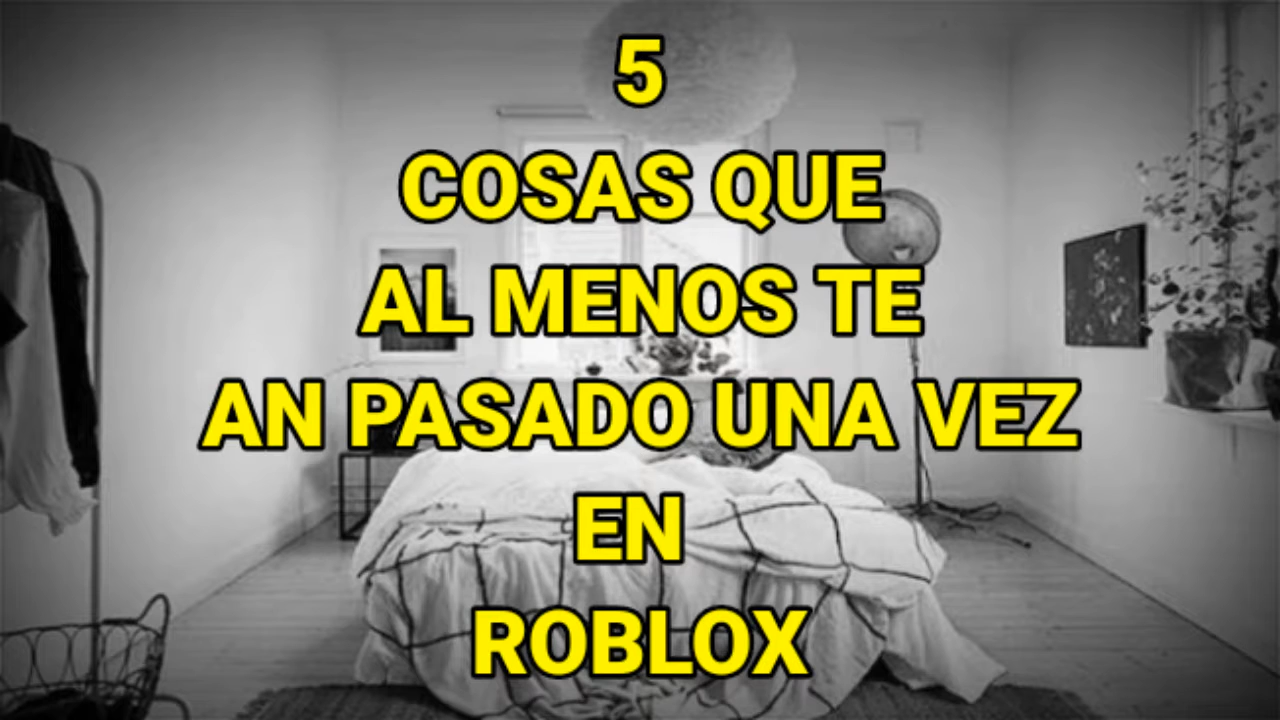 5
COSAS QUE
AL MENOS TE
AN PASADO UNA VEZ
EN
ROBLOX